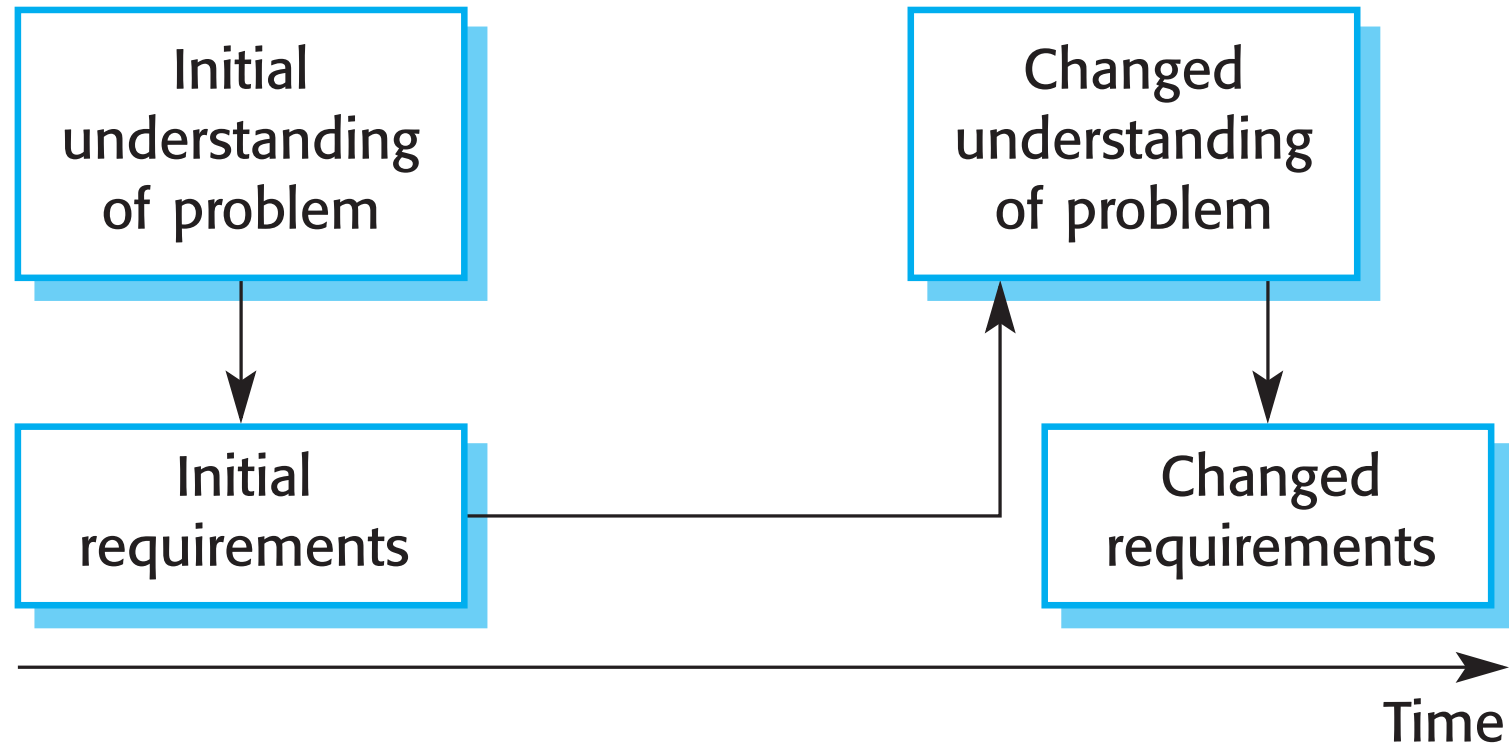 Initial
understanding
of problem
Changed
understanding
of problem
Initial
requirements
Changed
requirements
Time